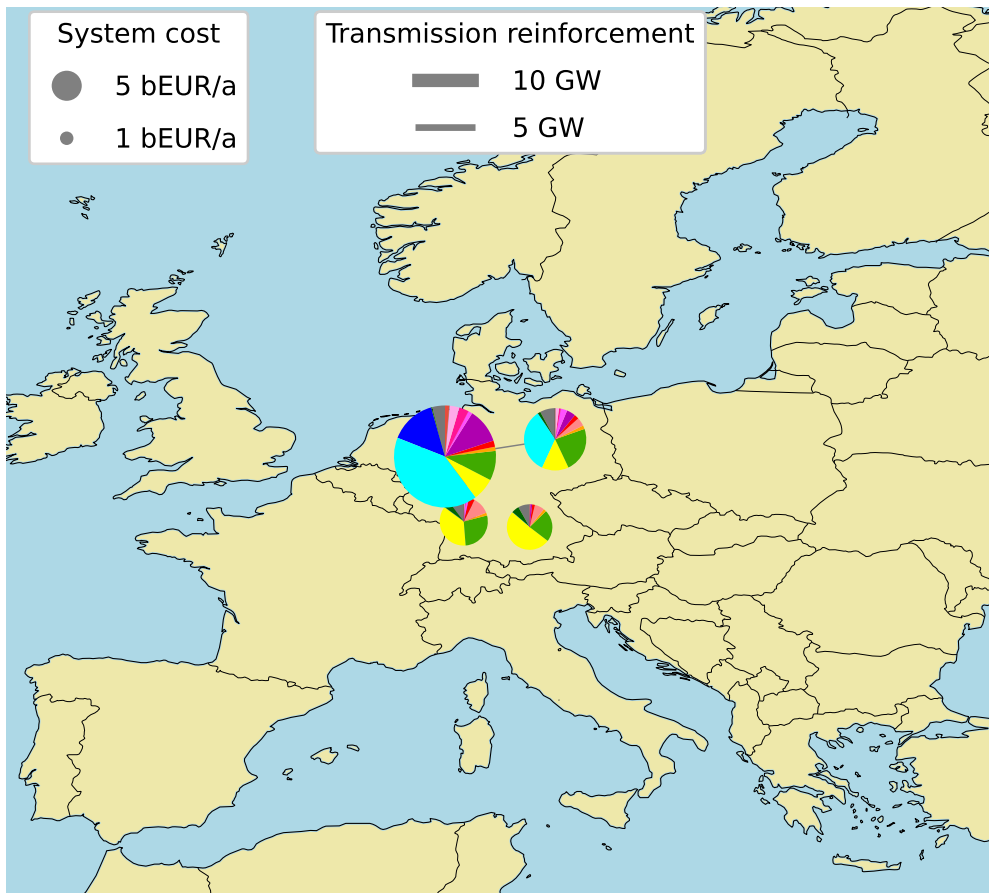 System cost
5 bEUR/a
1 bEUR/a
Transmission reinforcement
10 GW
5 GW